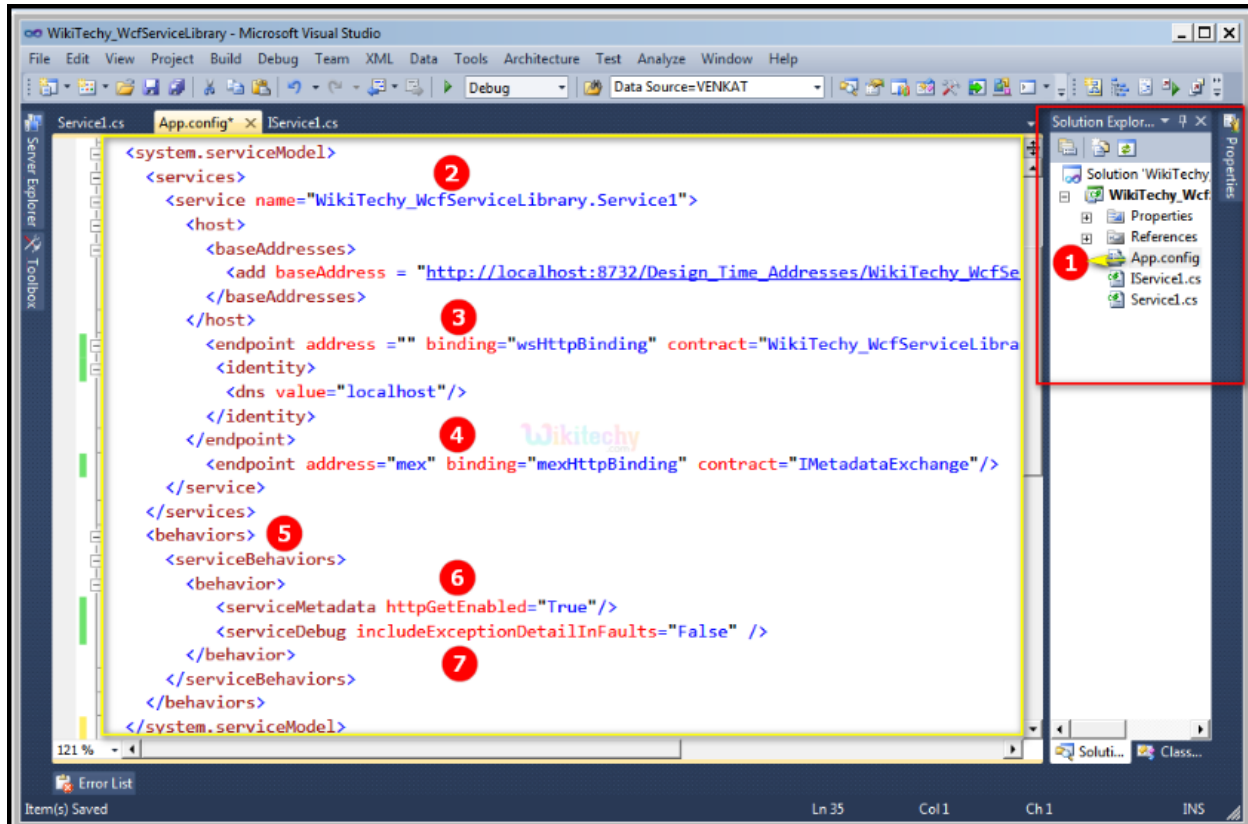 WikiTechy_WcfServiceLibrary - Microsoft Visual Studio
File Edit View Project Build Debug Team XML Data Tools Architecture Test Analyze Window Help
Debug Data Source=VENKAT
Service1.cs App.config* IService1.cs
Server Explorer
Toolbox
<system.serviceModel>
<services>
2
<service name="WikiTechy_WcfServiceLibrary.Service1">
<host>
<baseAddresses>
<add baseAddress = "http://localhost:8732/Design_Time_Addresses/WikiTechy_WcfSe
</baseAddresses>
</host>
3
<endpoint address ="" binding="wsHttpBinding" contract="WikiTechy_WcfServiceLibra
<identity>
<dns value="localhost"/>
</identity>
</endpoint>
4
Wikitechy
.com
<endpoint address="mex" binding="mexHttpBinding" contract="IMetadataExchange"/>
</service>
</services>
<behaviors> 5
<serviceBehaviors>
<behavior>
6
<serviceMetadata httpGetEnabled="True"/>
<serviceDebug includeExceptionDetailInFaults="False" />
</behavior>
7
</serviceBehaviors>
</behaviors>
</system.serviceModel>
121 %
Solution Explor...
Solution 'WikiTechy_
WikiTechy_Wcf
Properties
References
1 App.config
IService1.cs
Service1.cs
Properties
Soluti... Class...
Error List
Item(s) Saved Ln 35 Col 1 Ch 1 INS